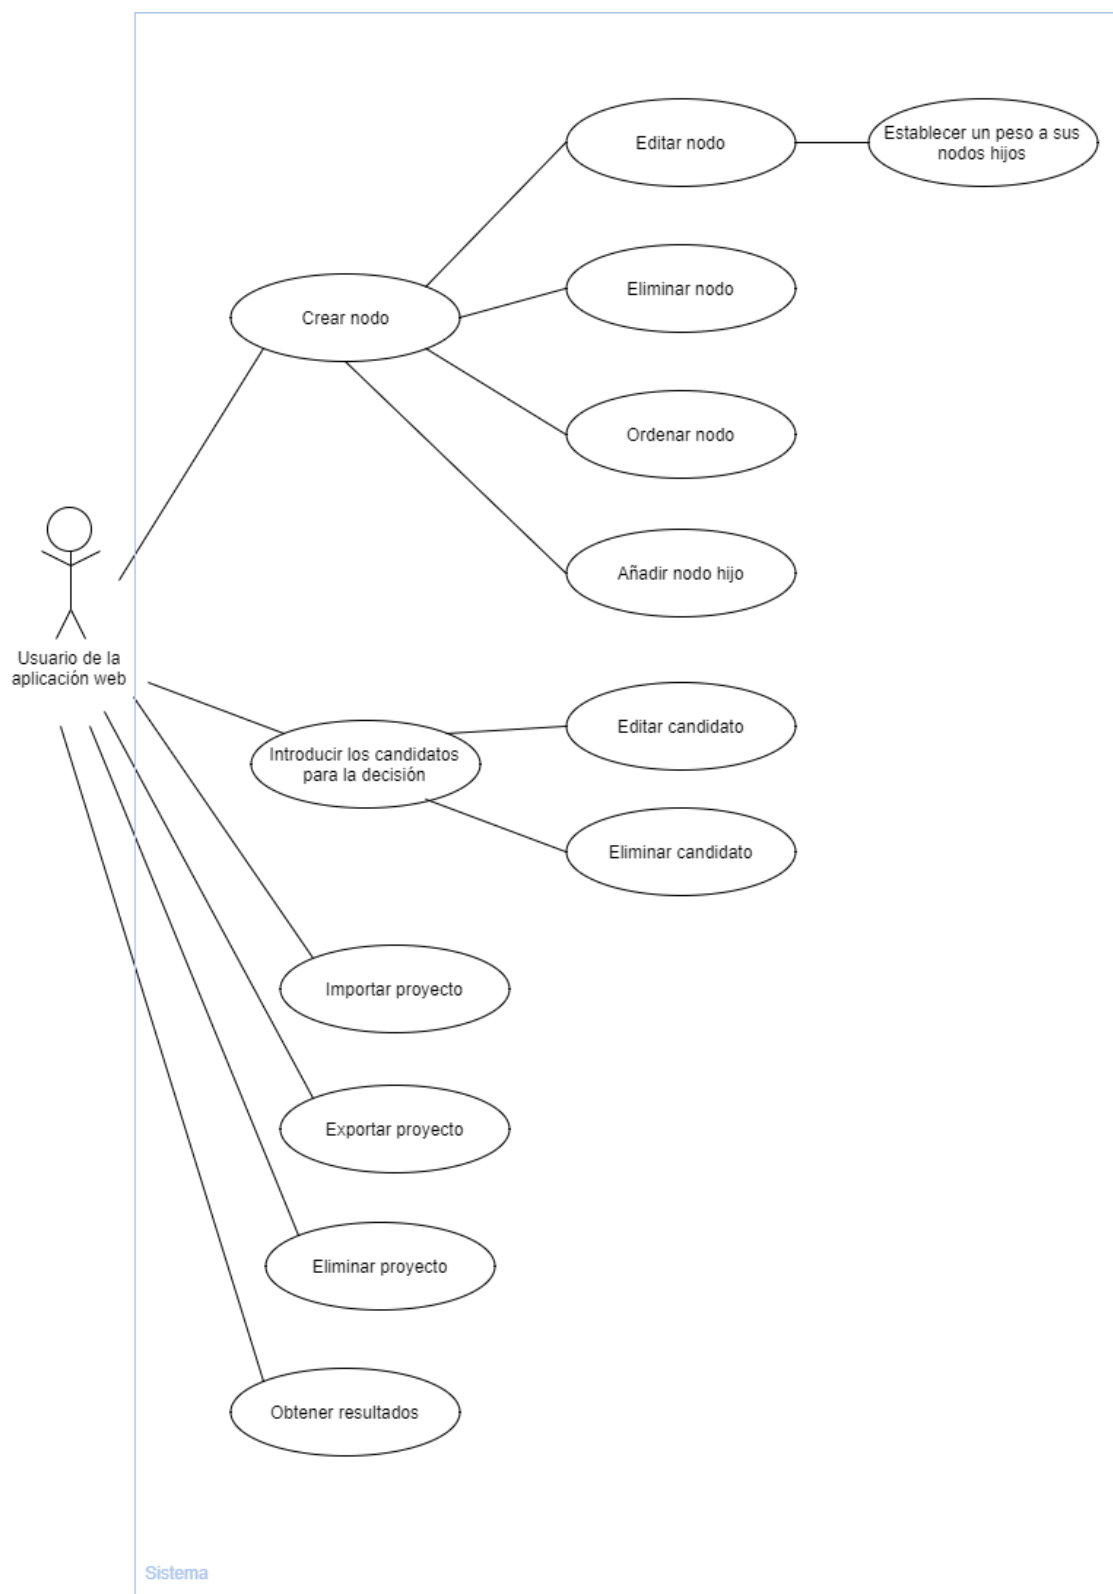 Editar nodo
Establecer un peso a sus
nodos hijos
Eliminar nodo
Crear nodo
Ordenar nodo
Añadir nodo hijo
Usuario de la
aplicación web
Editar candidato
Introducir los candidatos
para la decisión
Eliminar candidato
Importar proyecto
Exportar proyecto
Eliminar proyecto
Obtener resultados
Sistema